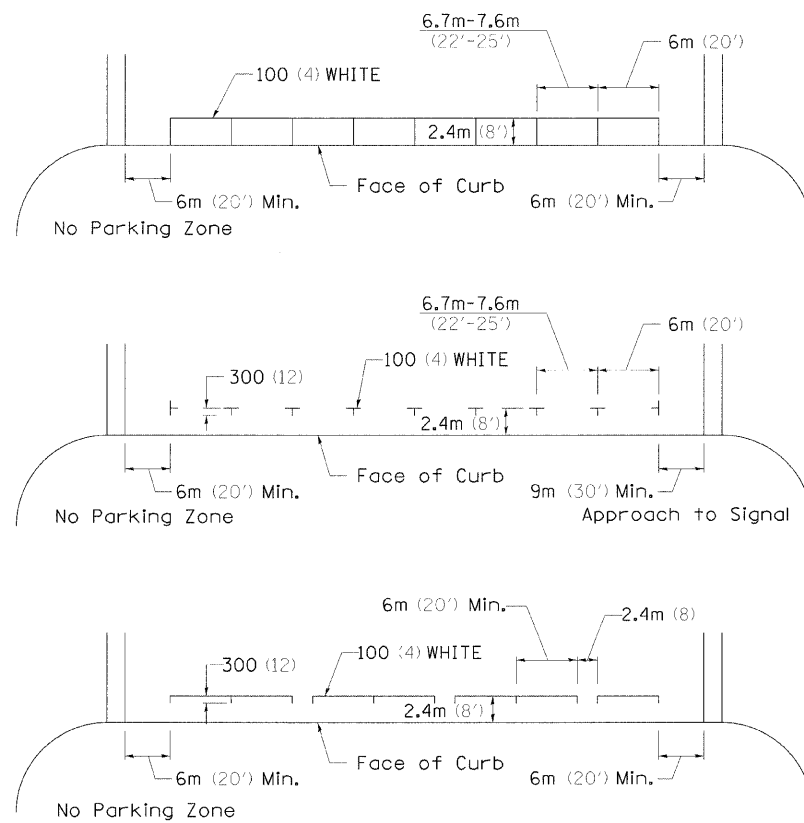 6.7m-7.6m
(22'-25')
6m (20')
100 (4) WHITE
2.4m (8')
Face of Curb
6m (20') Min.
6m (20') Min.
No Parking Zone
6.7m-7.6m
(22'-25')
6m (20')
100 (4) WHITE
300 (12)
2.4m (8')
Face of Curb
6m (20') Min.
9m (30') Min.
No Parking Zone
Approach to Signal
6m (20') Min.
2.4m (8)
100 (4) WHITE
300 (12)
2.4m (8')
Face of Curb
6m (20') Min.
6m (20') Min.
No Parking Zone